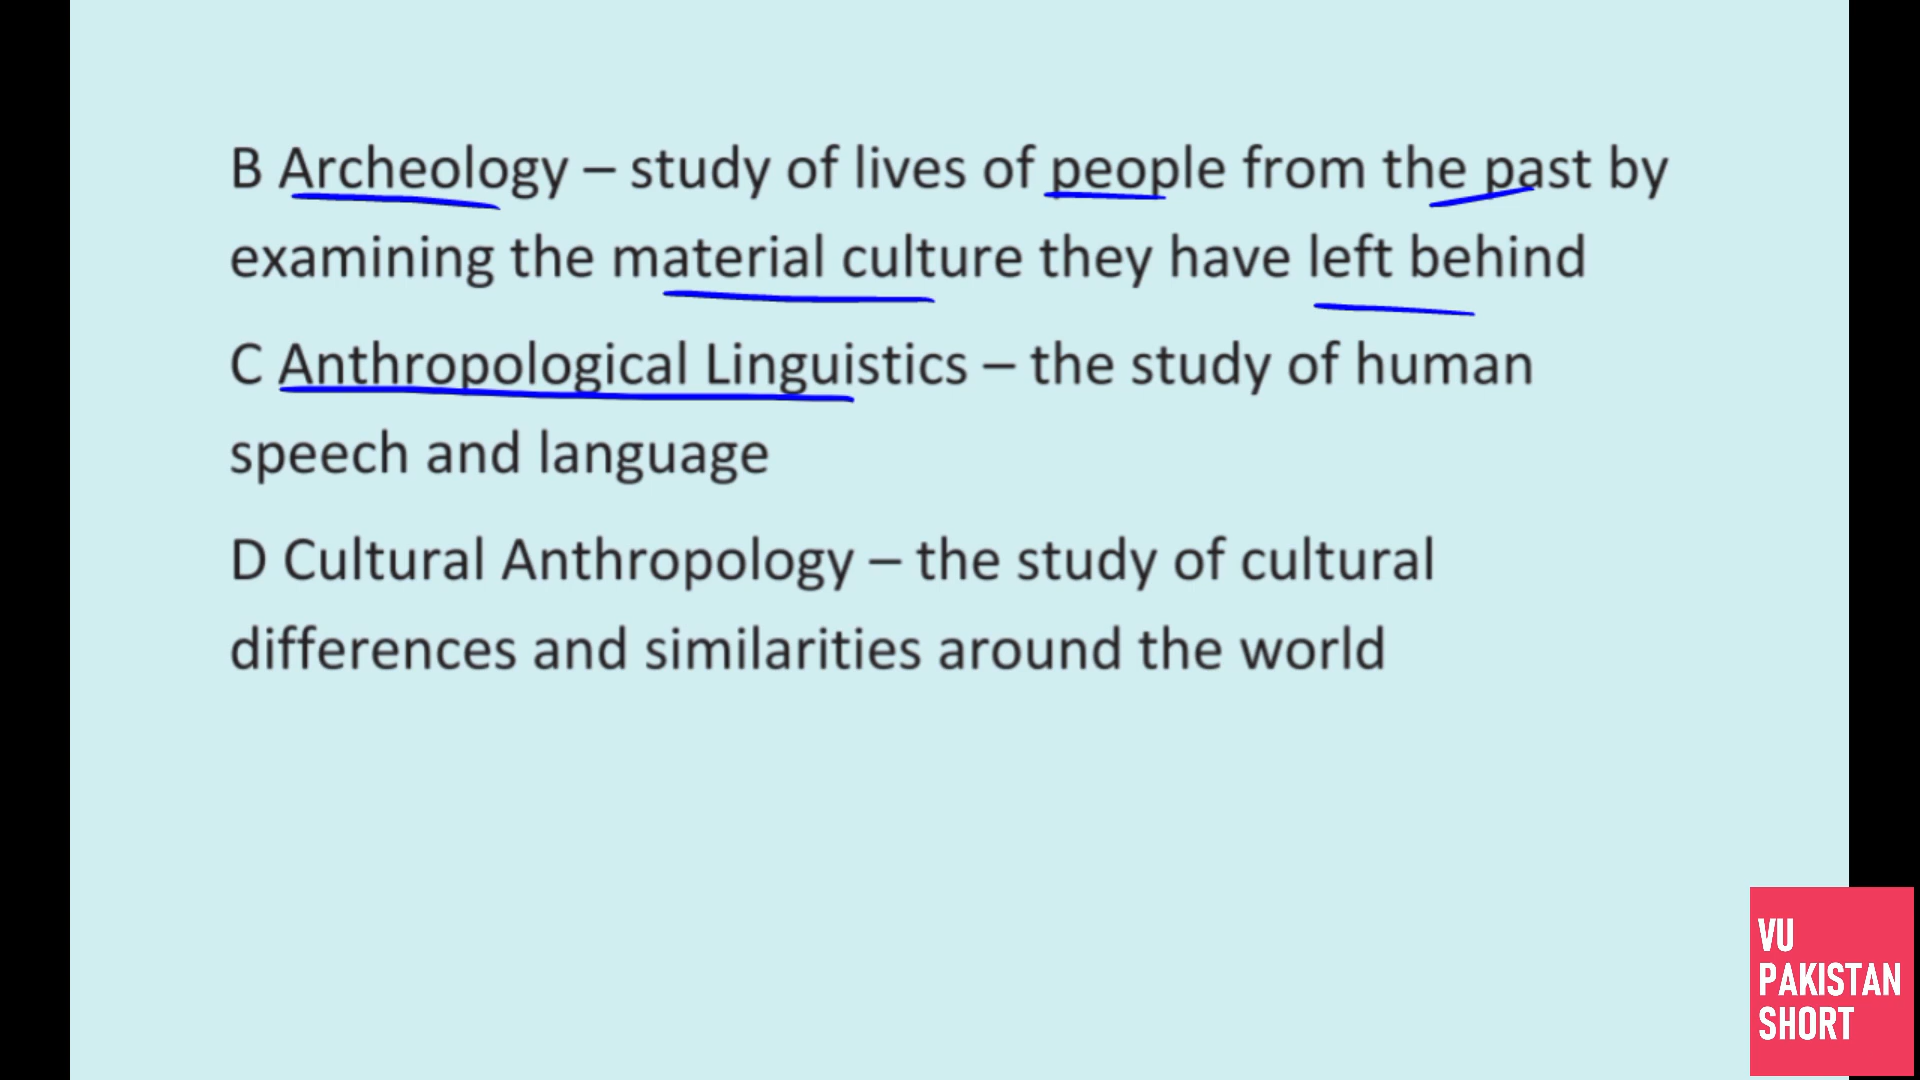 B Archeology – study of lives of people from the past by
examining the material culture they have left behind
C Anthropological Linguistics – the study of human
speech and language
D Cultural Anthropology – the study of cultural
differences and similarities around the world
VU
PAKISTAN
SHORT